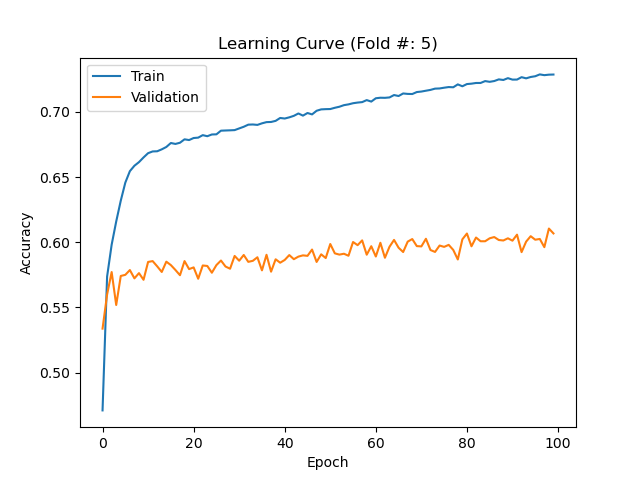 Learning Curve (Fold #: 5)
Train
Validation
Accuracy
0.70
0.65
0.60
0.55
0.50
0 20 40 60 80 100
Epoch